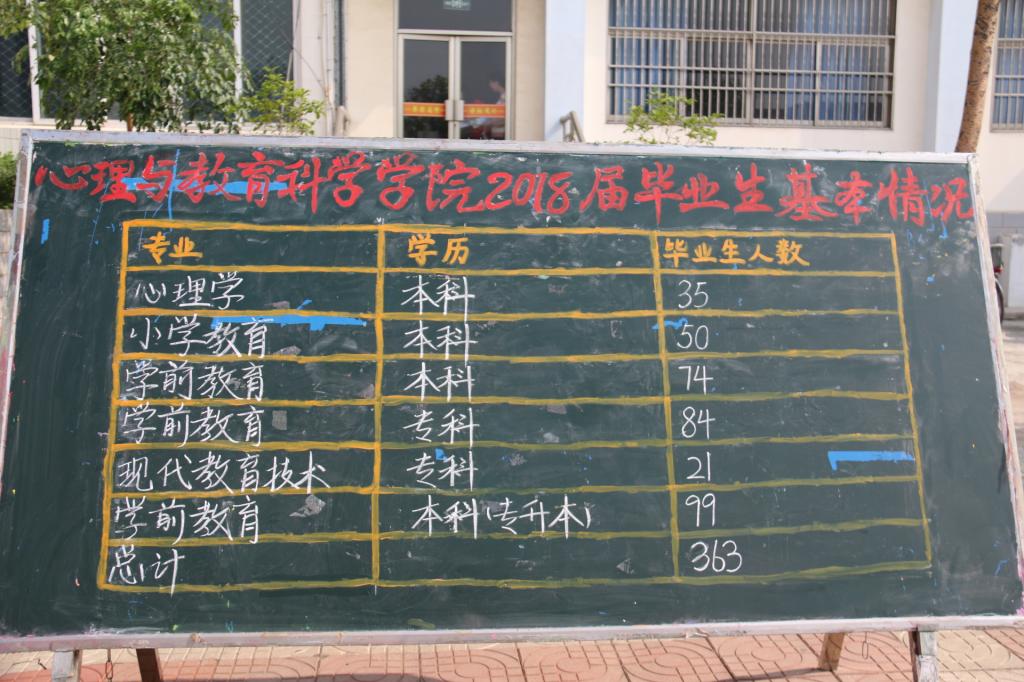 心理与教育科学学院2018届毕业生基本情况
专业 学历 毕业生人数
心理学 本科 35
小学教育 本科 50
学前教育 本科 74
学前教育 专科 84
现代教育技术 专科 21
学前教育 本科(专升本) 99
总计 363